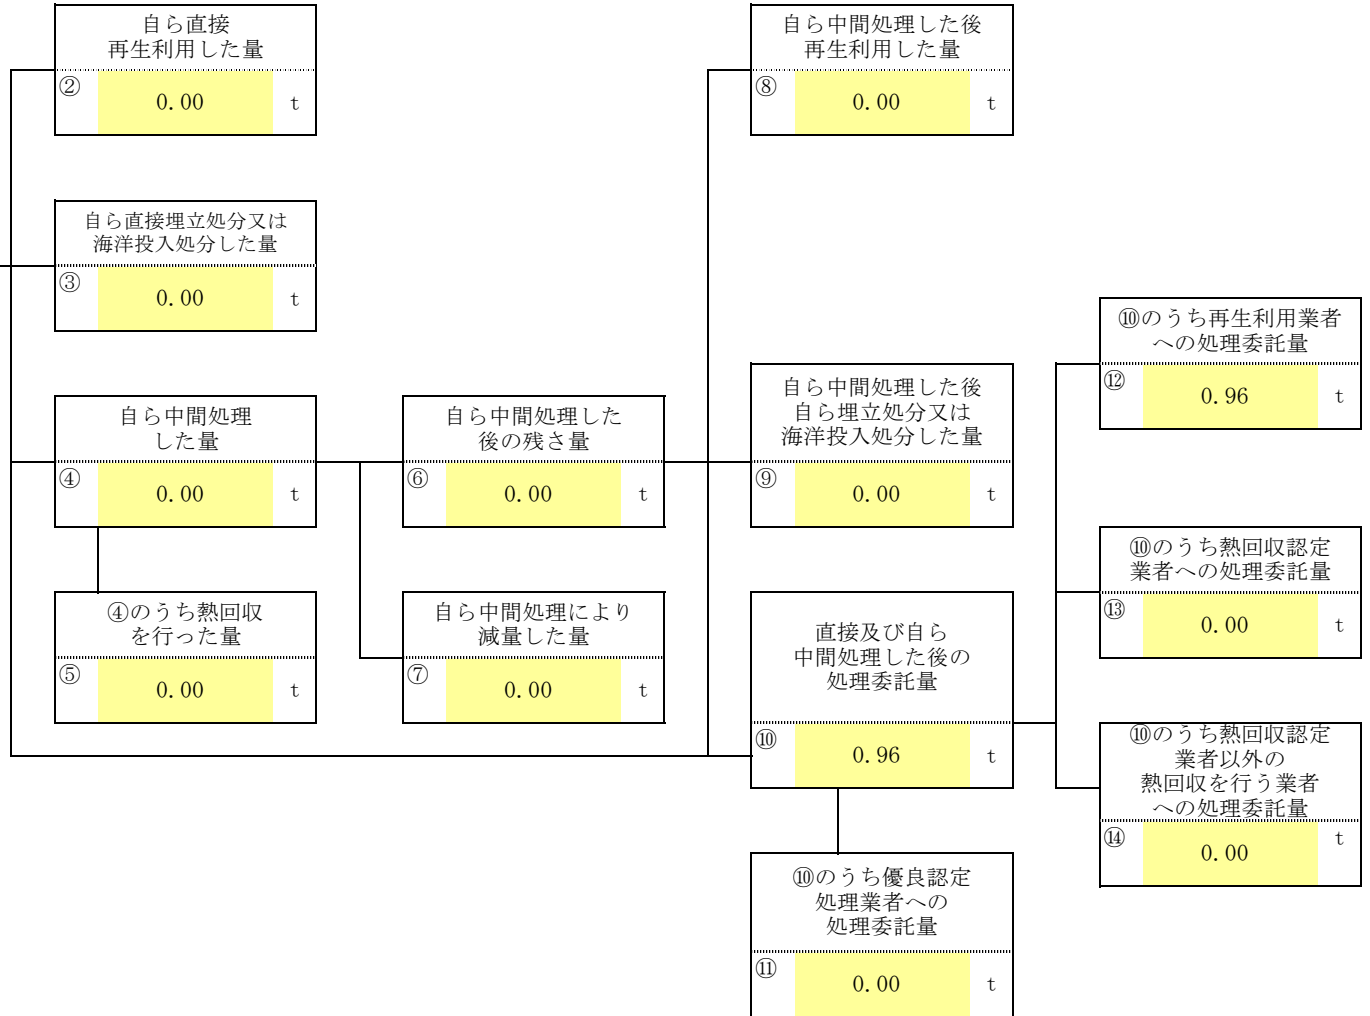 自ら直接
再生利用した量
②
0.00
t
自ら中間処理した後
再生利用した量
⑧
0.00
t
自ら直接埋立処分又は
海洋投入処分した量
③
0.00
t
⑩のうち再生利用業者
への処理委託量
⑫
0.96
t
自ら中間処理
した量
④
0.00
t
自ら中間処理した
後の残さ量
⑥
0.00
t
自ら中間処理した後
自ら埋立処分又は
海洋投入処分した量
⑨
0.00
t
⑩のうち熱回収認定
業者への処理委託量
⑬
0.00
t
④のうち熱回収
を行った量
⑤
0.00
t
自ら中間処理により
減量した量
⑦
0.00
t
直接及び自ら
中間処理した後の
処理委託量
⑩
0.96
t
⑩のうち熱回収認定
業者以外の
熱回収を行う業者
への処理委託量
⑭
0.00
t
⑩のうち優良認定
処理業者への
処理委託量
⑪
0.00
t